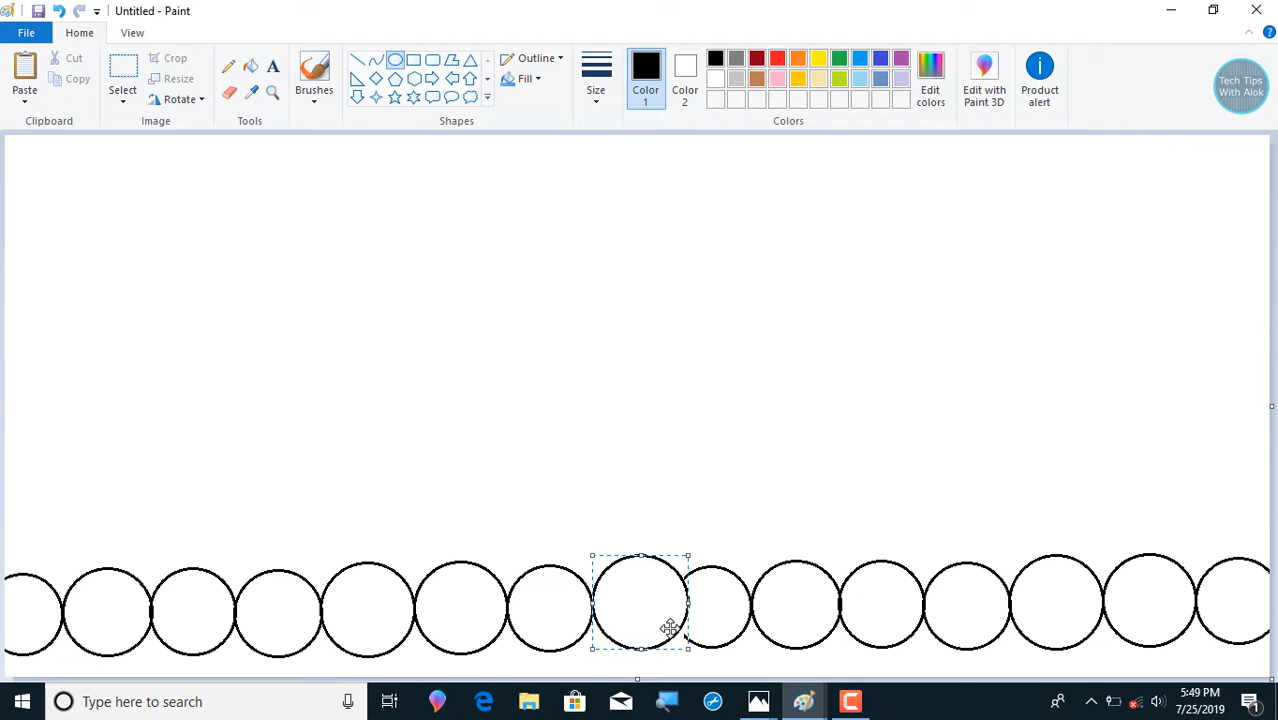 Untitled - Paint
File
Home
View
Paste
Cut
Copy
Clipboard
Select
Crop
Resize
Rotate
Image
A
Tools
Brushes
Outline
Fill
Shapes
Size
Color 1
Color 2
Edit colors
Colors
Edit with Paint 3D
Product alert
Tech Tips
With Alok
Type here to search
5:49 PM
7/25/2019
1